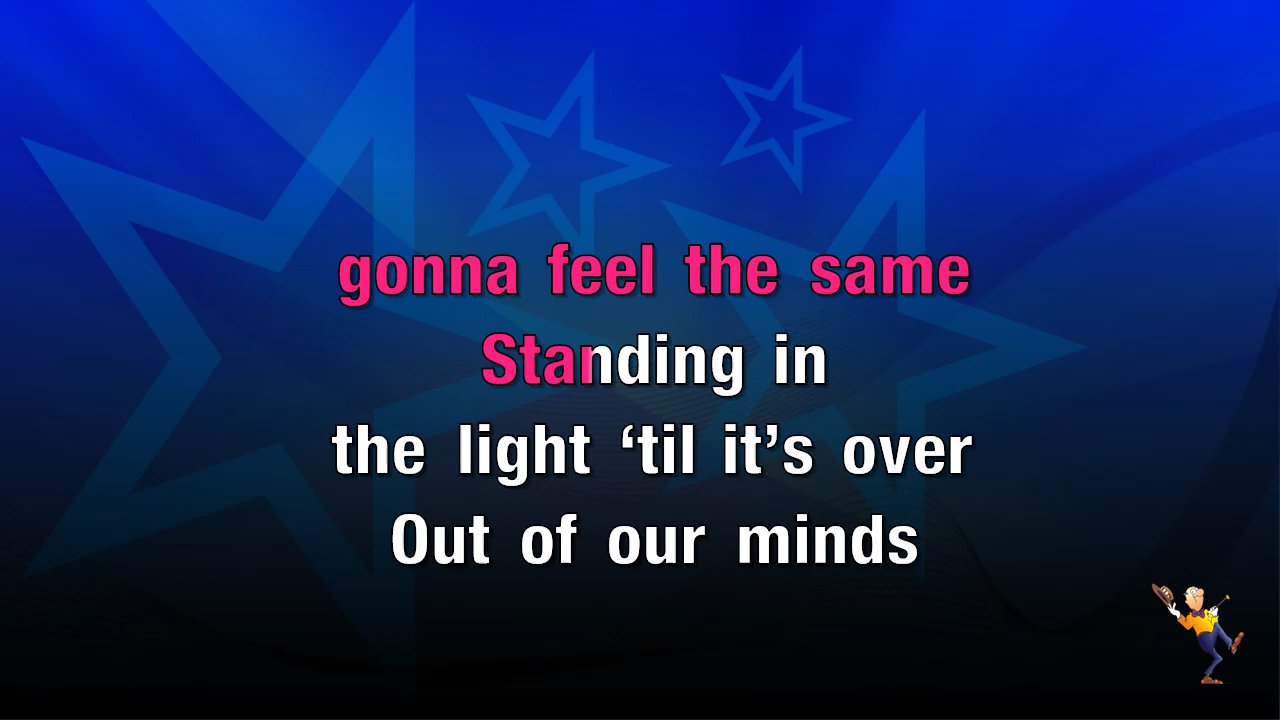 gonna feel the same
Standing in
the light ‘til it’s over
Out of our minds